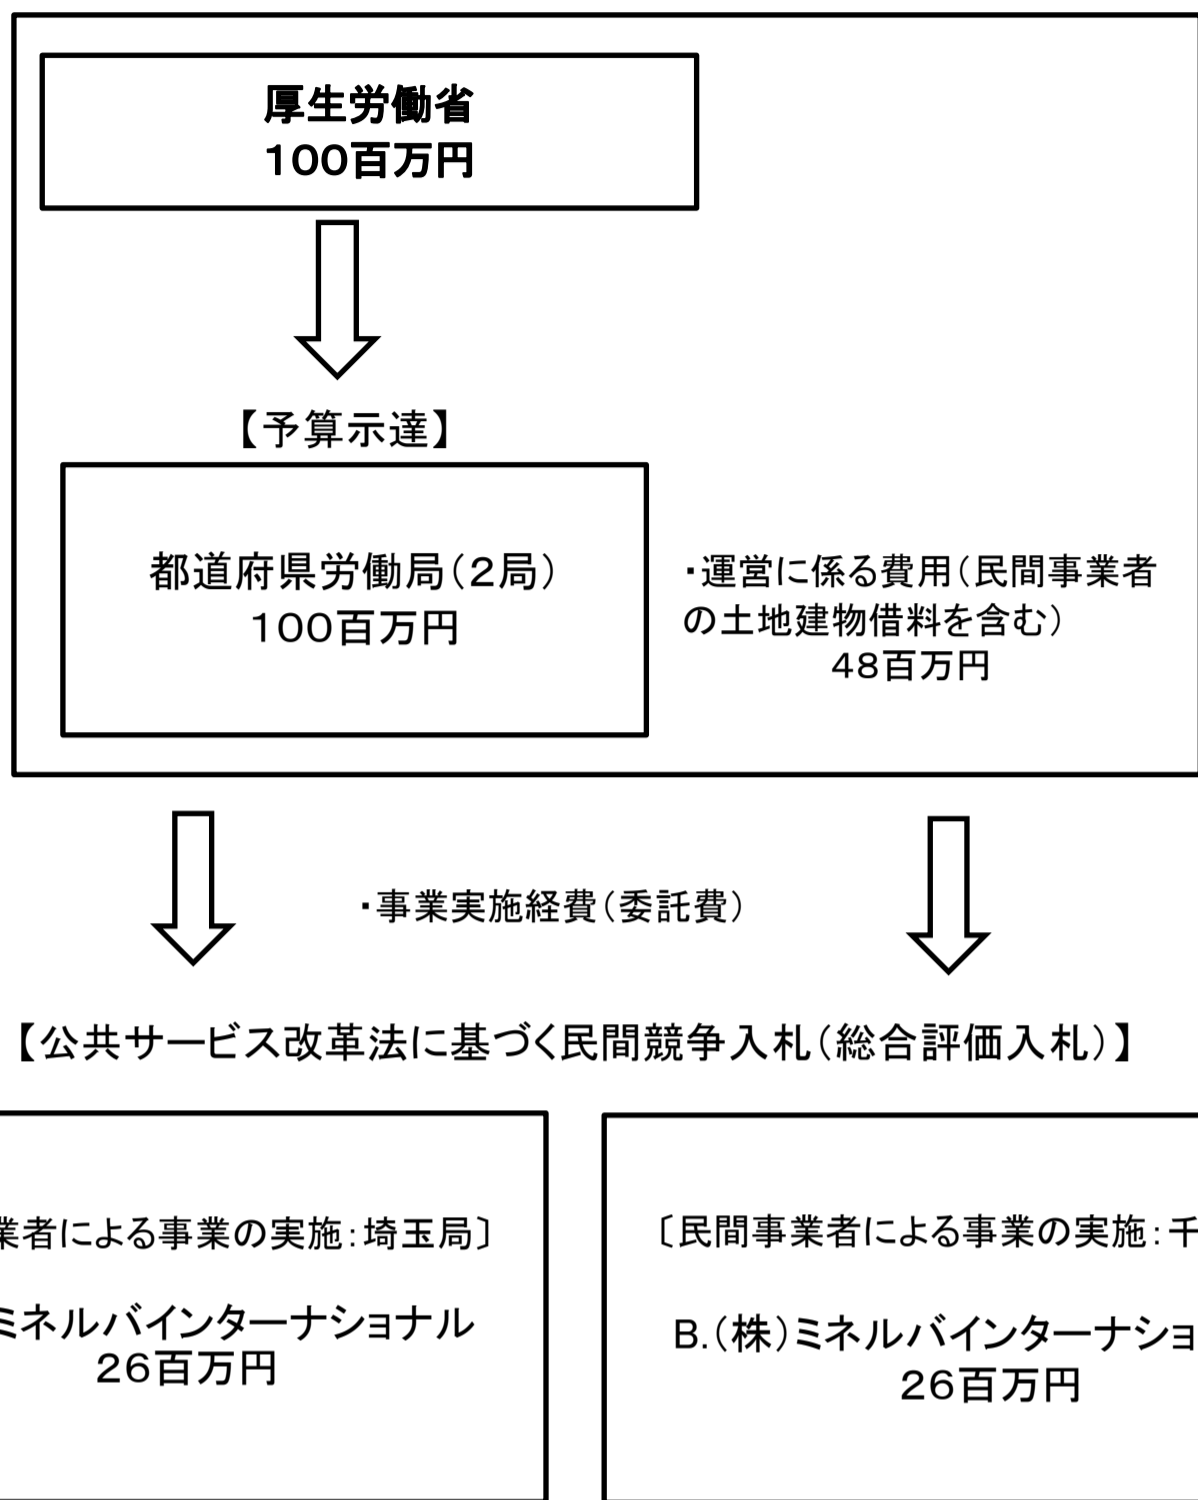 厚生労働省
100百万円
【予算示達】
都道府県労働局（2局）
100百万円
・運営に係る費用（民間事業者
の土地建物借料を含む）
48百万円
・事業実施経費（委託費）
【公共サービス改革法に基づく民間競争入札（総合評価入札）】
業者による事業の実施：埼玉局〕
ミネルバインターナショナル
26百万円
〔民間事業者による事業の実施：千
B.（株）ミネルバインターナショ
26百万円